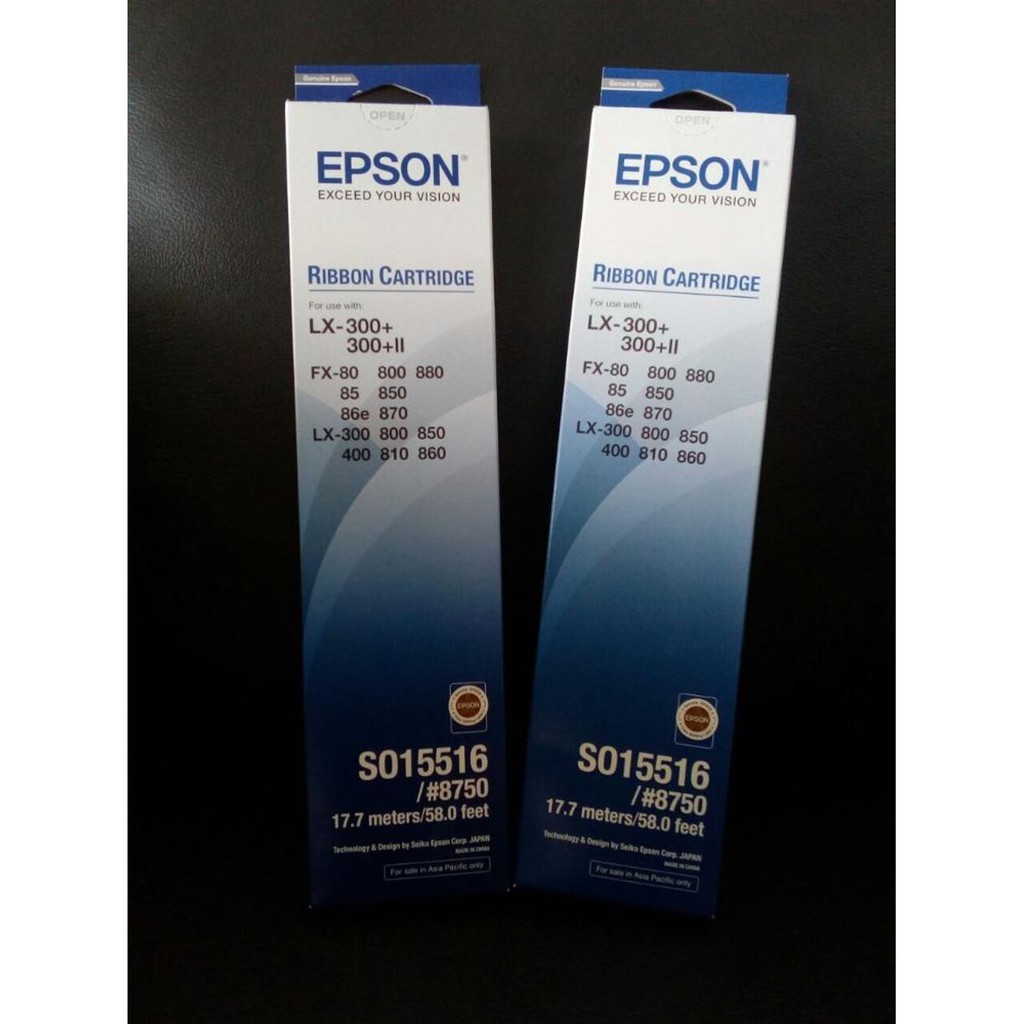 Genuine Epson
OPEN
EPSON®
EXCEED YOUR VISION
RIBBON CARTRIDGE
For use with:
LX-300+
300+II
FX-80 800 880
85 850
86e 870
LX-300 800 850
400 810 860
EPSON
S015516
/#8750
17.7 meters/58.0 feet
Technology & Design by Seiko Epson Corp. JAPAN
MADE IN CHINA
For sale in Asia Pacific only
Genuine Epson
OPEN
EPSON®
EXCEED YOUR VISION
RIBBON CARTRIDGE
For use with:
LX-300+
300+II
FX-80 800 880
85 850
86e 870
LX-300 800 850
400 810 860
EPSON
S015516
/#8750
17.7 meters/58.0 feet
Technology & Design by Seiko Epson Corp. JAPAN
MADE IN CHINA
For sale in Asia Pacific only